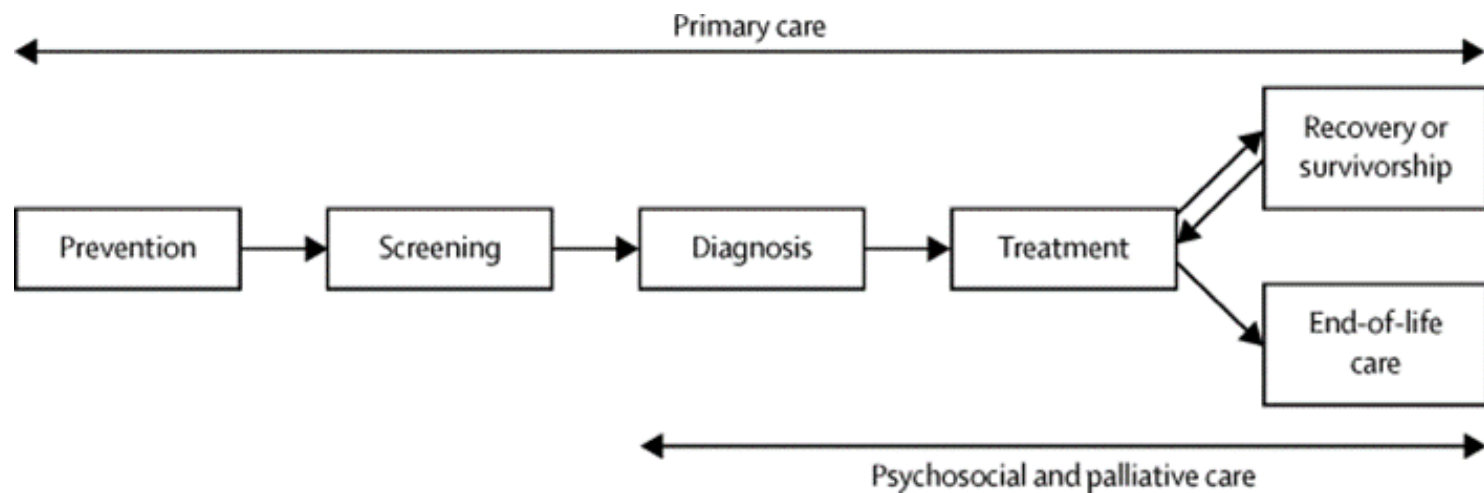 Primary care
Prevention
Screening
Diagnosis
Treatment
Recovery or
survivorship
End-of-life
care
Psychosocial and palliative care